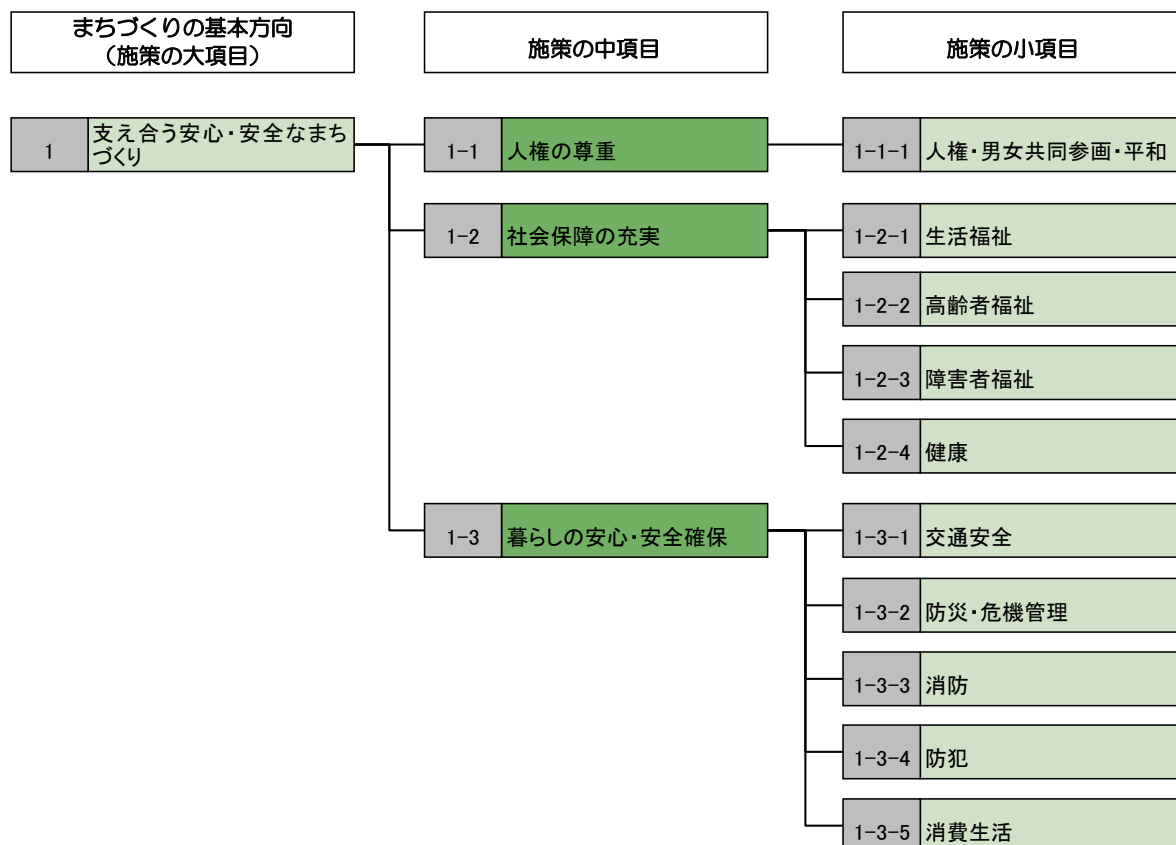 まちづくりの基本方向
（施策の大項目）
施策の中項目
施策の小項目
1
支え合う安心・安全なまち
づくり
1-1 人権の尊重
1-1-1 人権・男女共同参画・平和
1-2 社会保障の充実
1-2-1 生活福祉
1-2-2 高齢者福祉
1-2-3 障害者福祉
1-2-4 健康
1-3 暮らしの安心・安全確保
1-3-1 交通安全
1-3-2 防災・危機管理
1-3-3 消防
1-3-4 防犯
1-3-5 消費生活